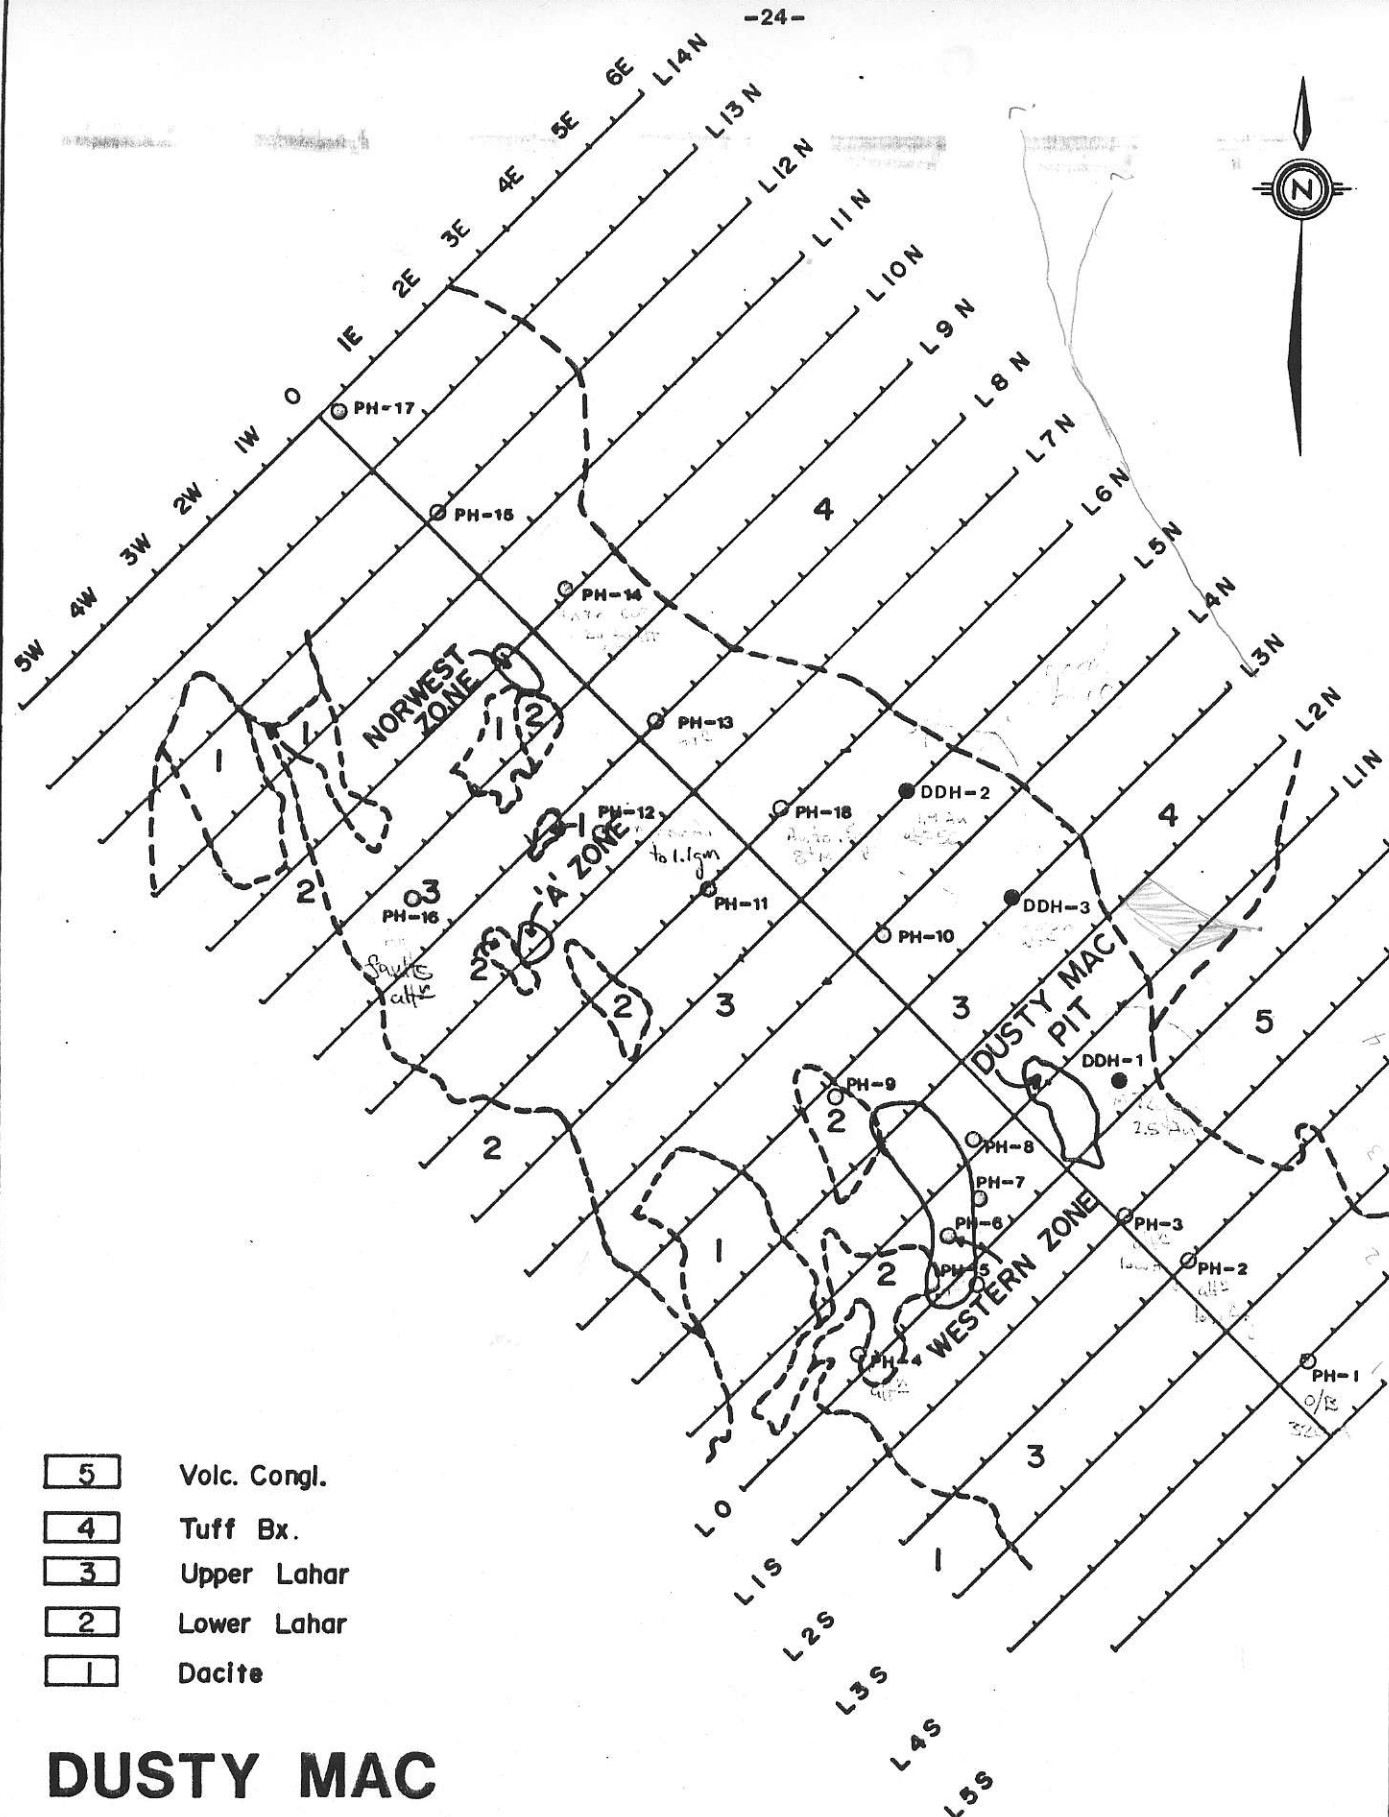 -24-
6E
L14N
5E
L13N
4E
L12N
3E
L11N
2E
L10N
1E
L9N
0
PH-17
L8N
1W
L7N
2W
PH-15
4
L6N
3W
L5N
4W
PH-14
L4N
5W
L3N
NORWEST
ZONE
L2N
1
2
1
PH-13
1
L1N
DDH-2
PH-18
4
1
PH-12
to 1.1gm
'A' ZONE
2
3
PH-16
PH-11
DDH-3
PH-10
faults
altn
2
2
3
3
5
DUSTY MAC
PIT
DDH-1
PH-9
2
2
PH-8
PH-7
PH-6
PH-3
1
2
PH-5
PH-2
altn
WESTERN ZONE
PH-4
PH-1
O/B
3
1
L0
L1S
L2S
L3S
L4S
L5S
5 Volc. Congl.
4 Tuff Bx.
3 Upper Lahar
2 Lower Lahar
1 Dacite
N
DUSTY MAC